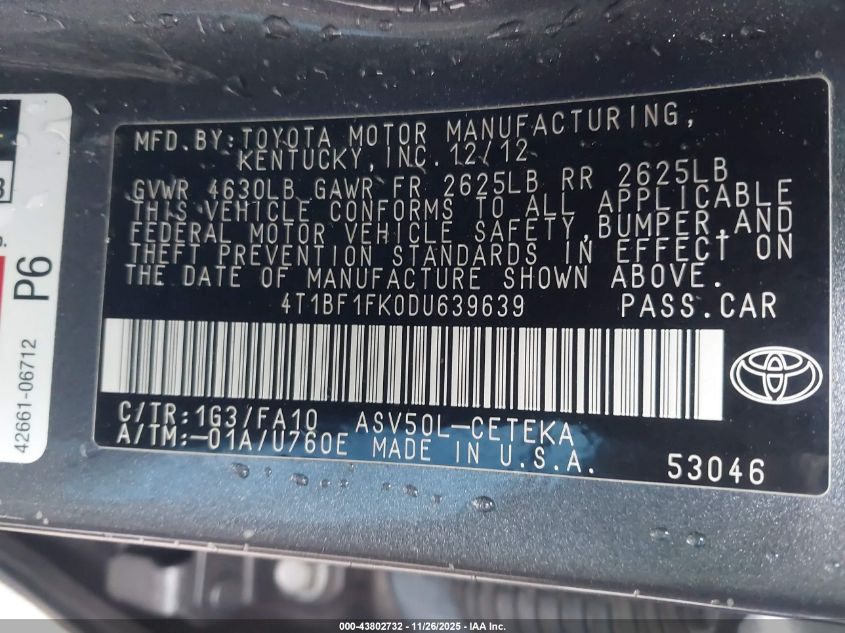 MFD.BY:TOYOTA MOTOR MANUFACTURING,
KENTUCKY,INC.12/12
GVWR 4630LB GAWR FR 2625LB RR 2625LB
THIS VEHICLE CONFORMS TO ALL APPLICABLE
FEDERAL MOTOR VEHICLE SAFETY,BUMPER,AND
THEFT PREVENTION STANDARDS IN EFFECT ON
THE DATE OF MANUFACTURE SHOWN ABOVE.
4T1BF1FK0DU639639 PASS.CAR
C/TR:1G3/FA10 ASV50L-CETEKA
A/TM:-01A/U760E MADE IN U.S.A.
53046
P6
42661-06712
000-43802732 - 11/26/2025 - IAA Inc.